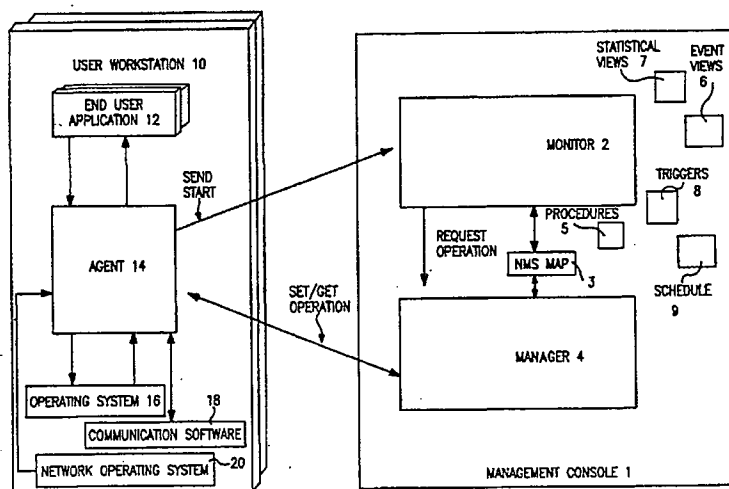 USER WORKSTATION 10
END USER
APPLICATION 12
SEND
START
AGENT 14
SET/GET
OPERATION
OPERATING SYSTEM 16
18
COMMUNICATION SOFTWARE
NETWORK OPERATING SYSTEM
20
STATISTICAL
VIEWS 7
EVENT
VIEWS
6
MONITOR 2
TRIGGERS
8
PROCEDURES
5
REQUEST
OPERATION
NMS MAP
3
SCHEDULE
9
MANAGER 4
MANAGEMENT CONSOLE 1